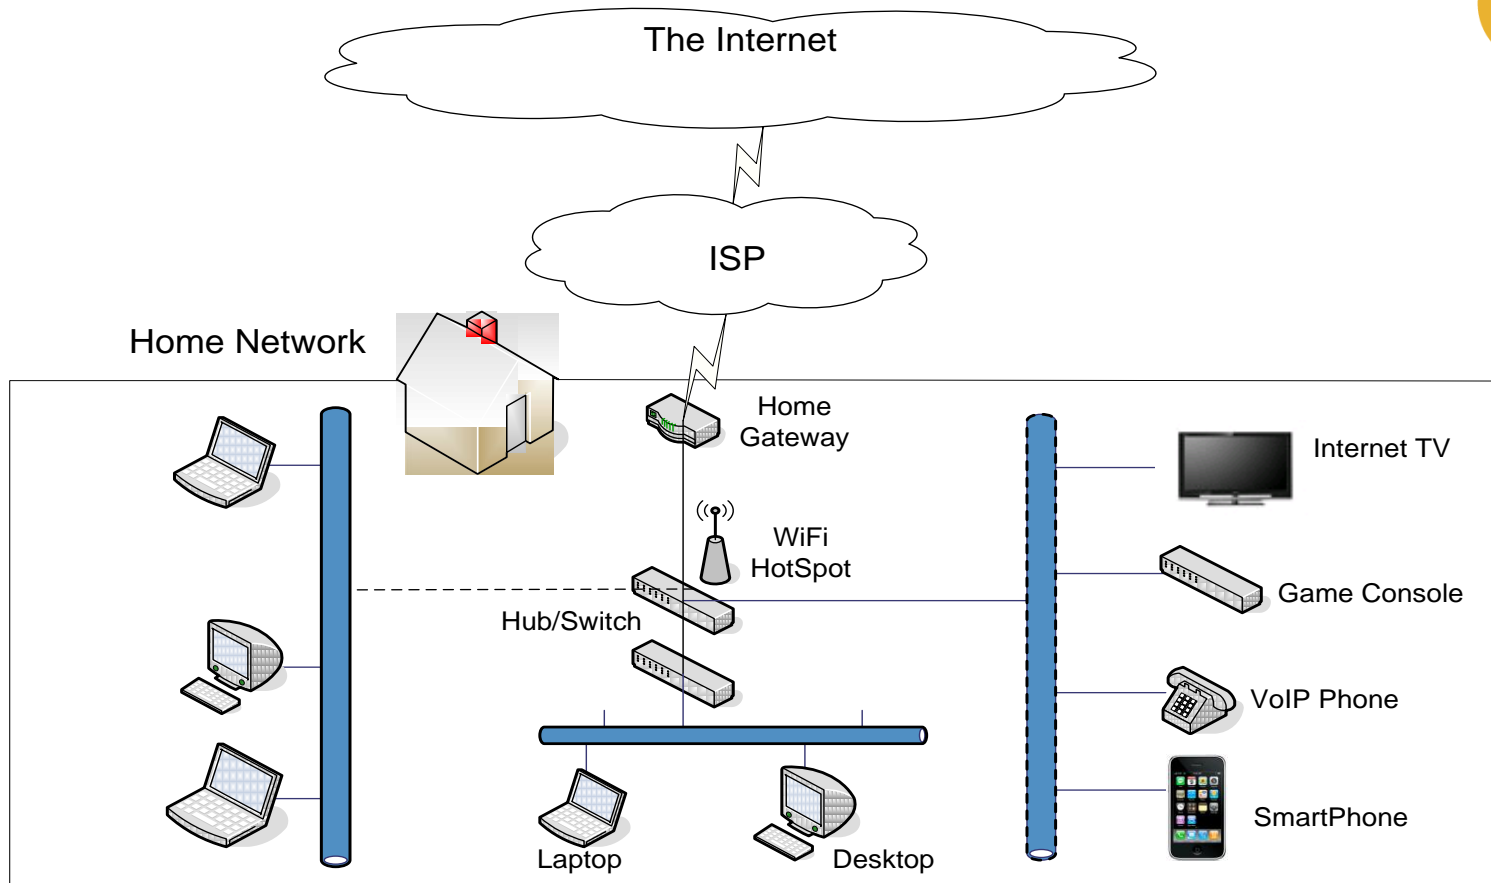 The Internet
ISP
Home Network
Home
Gateway
Internet TV
WiFi
HotSpot
Game Console
Hub/Switch
VoIP Phone
SmartPhone
Laptop
Desktop